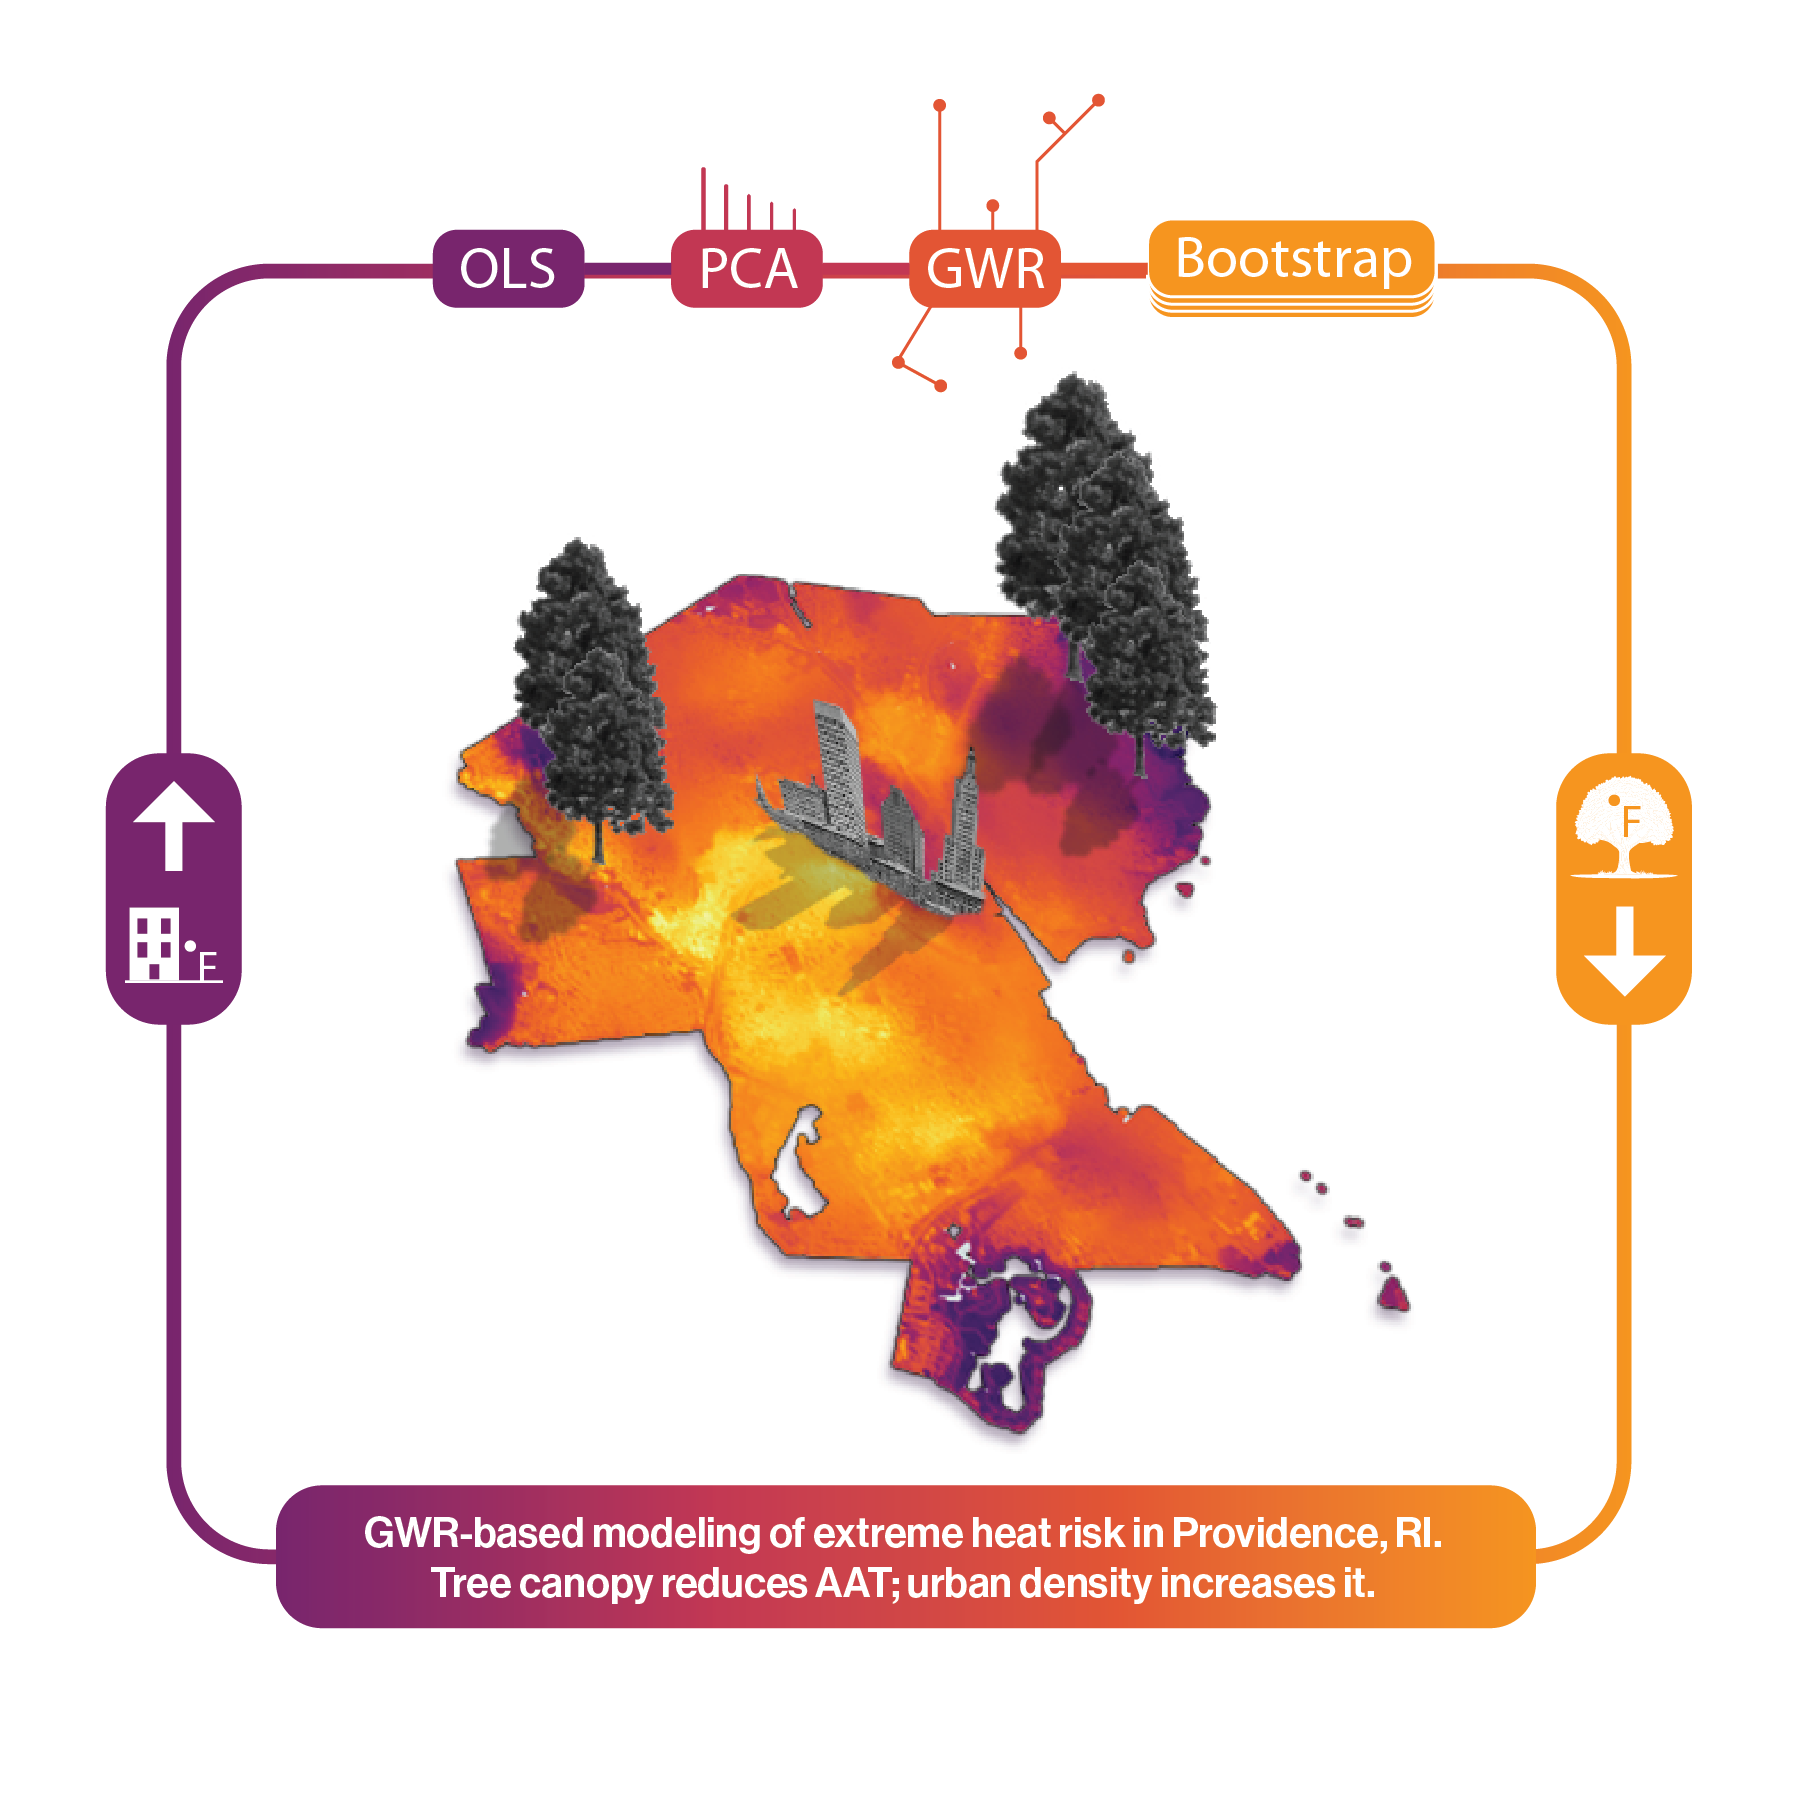 OLS
PCA
GWR
Bootstrap
°F
°F
GWR-based modeling of extreme heat risk in Providence, RI.
Tree canopy reduces AAT; urban density increases it.